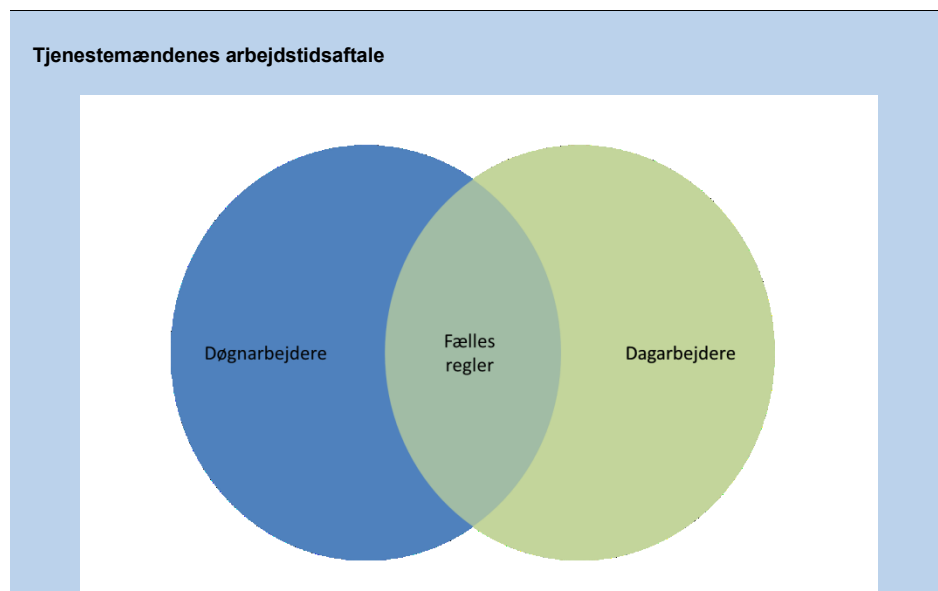 Tjenestemændenes arbejdstidsaftale
Døgnarbejdere
Fælles
regler
Dagarbejdere